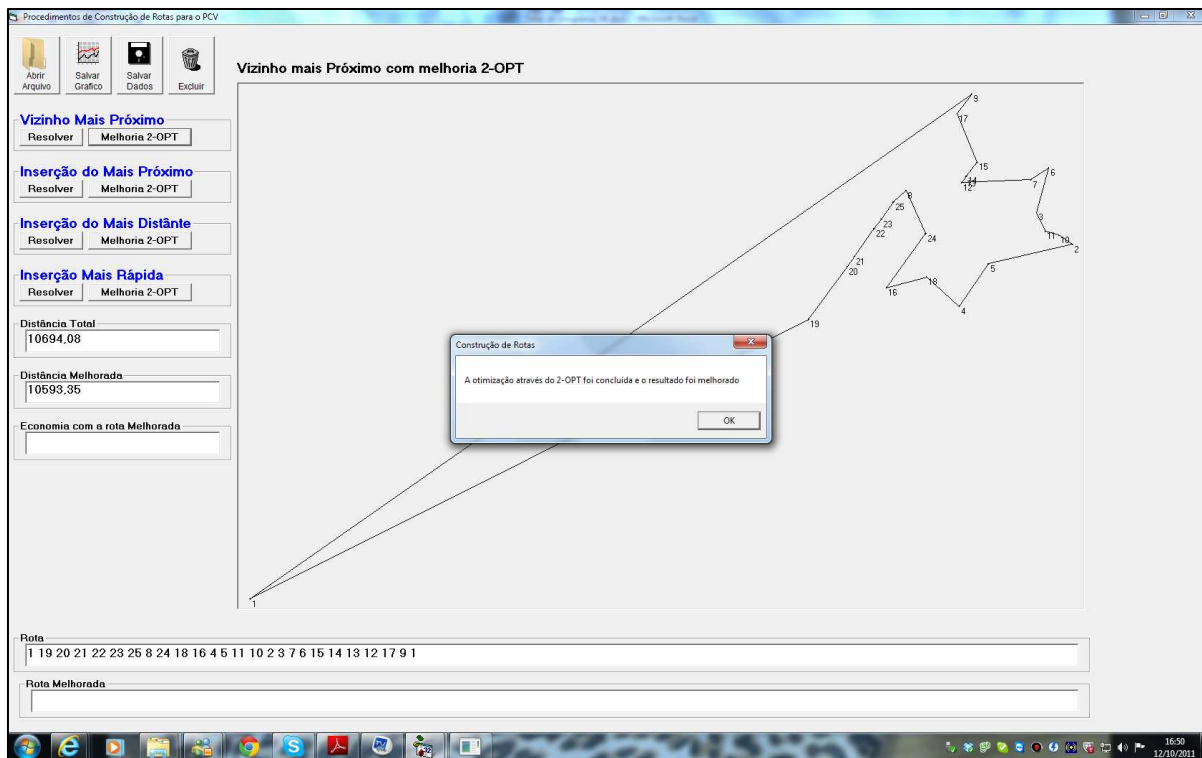 Procedimentos de Construção de Rotas para o PCV
Abrir Arquivo
Salvar Grafico
Salvar Dados
Excluir
Vizinho mais Próximo com melhoria 2-OPT
Vizinho Mais Próximo
Resolver Melhoria 2-OPT
Inserção do Mais Próximo
Resolver Melhoria 2-OPT
Inserção do Mais Distânte
Resolver Melhoria 2-OPT
Inserção Mais Rápida
Resolver Melhoria 2-OPT
Distância Total
10694,08
Distância Melhorada
10593,35
Economia com a rota Melhorada
9
17
15
14
12
6
7
3
11 10
2
8
25
23
22
24
21
20
5
18
16
4
19
1
Construção de Rotas
A otimização através do 2-OPT foi concluída e o resultado foi melhorado
OK
Rota
1 19 20 21 22 23 25 8 24 18 16 4 5 11 10 2 3 7 6 15 14 13 12 17 9 1
Rota Melhorada
16:50
12/10/2011